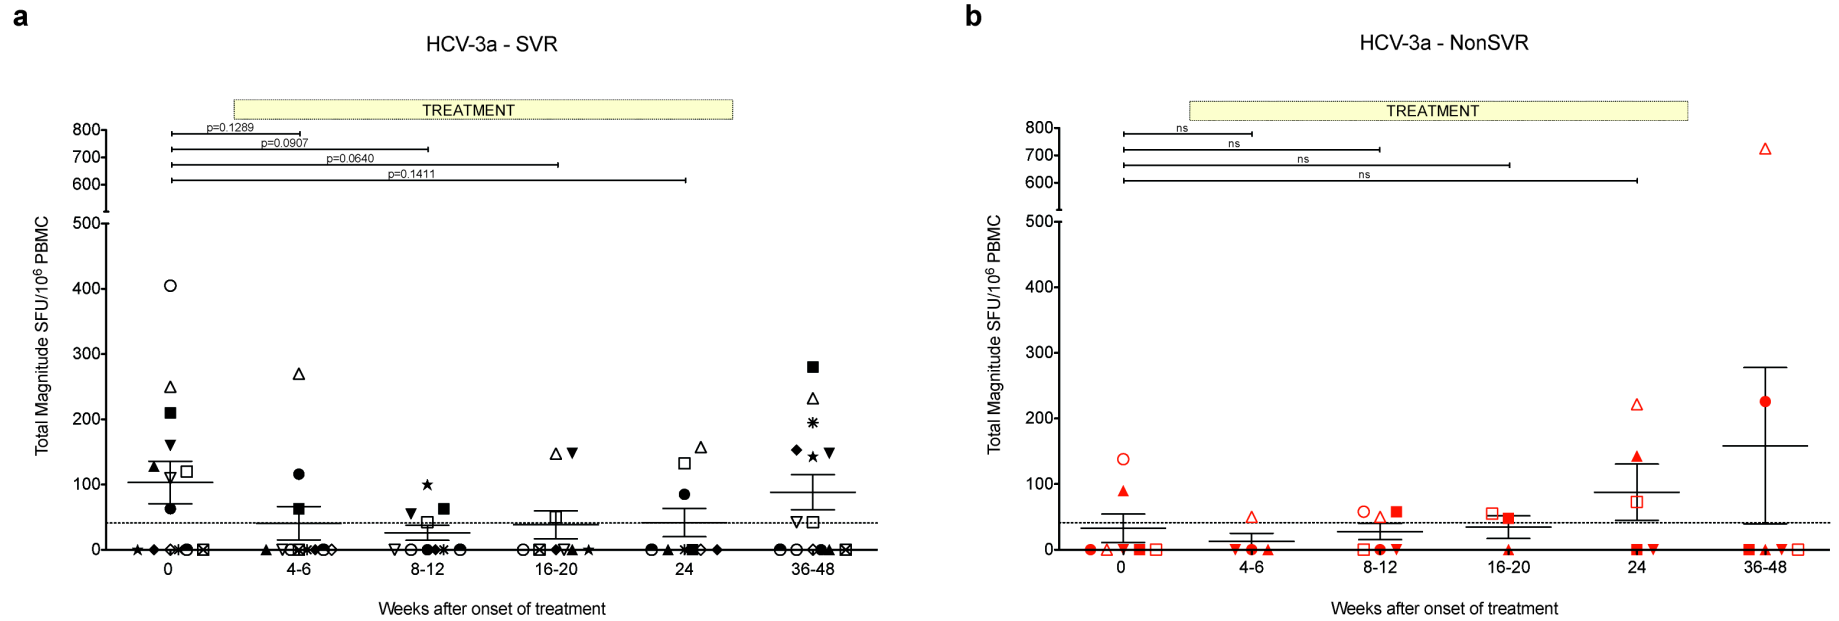 a
HCV-3a - SVR
TREATMENT
p=0.1289
p=0.0907
p=0.0640
p=0.1411
800
700
600
500
400
300
200
100
0
Total Magnitude SFU/10⁶ PBMC
0 4-6 8-12 16-20 24 36-48
Weeks after onset of treatment
b
HCV-3a - NonSVR
TREATMENT
ns
ns
ns
ns
800
700
600
500
400
300
200
100
0
Total Magnitude SFU/10⁶ PBMC
0 4-6 8-12 16-20 24 36-48
Weeks after onset of treatment